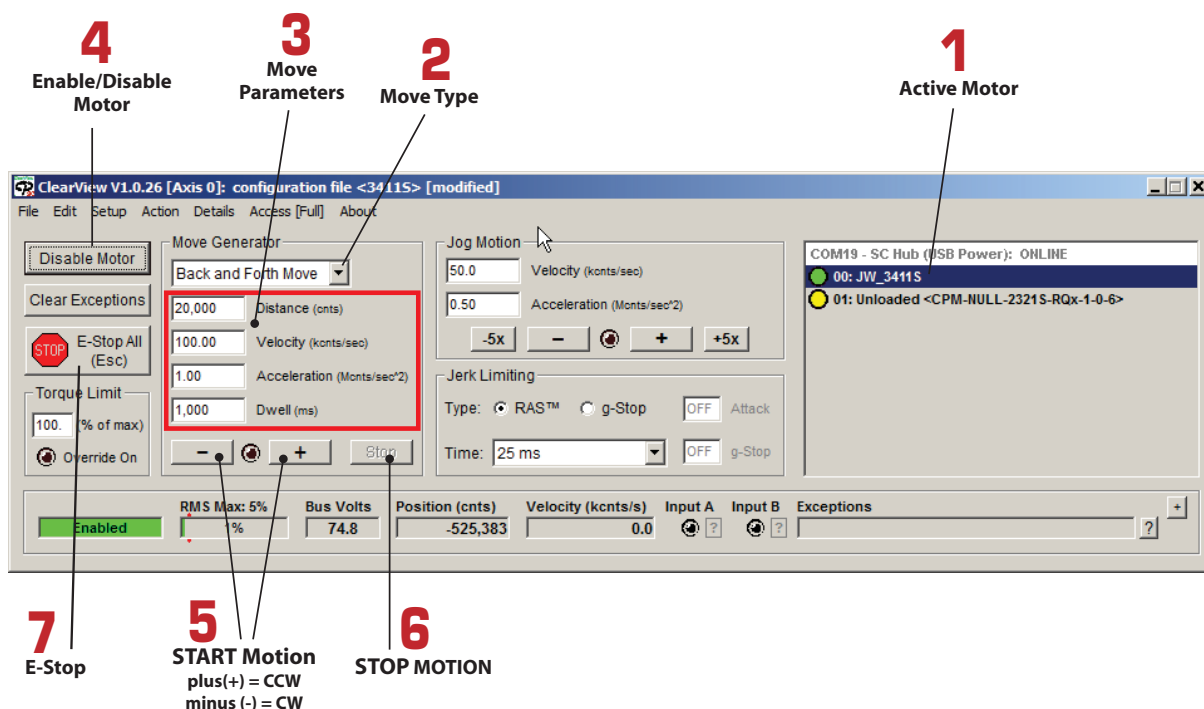 4
Enable/Disable
Motor
3
Move
Parameters
2
Move Type
1
Active Motor
ClearView V1.0.26 [Axis 0]: configuration file <3411S> [modified]
File Edit Setup Action Details Access [Full] About
Disable Motor
Clear Exceptions
STOP
E-Stop All
(Esc)
Torque Limit
100. (% of max)
Override On
Move Generator
Back and Forth Move
20,000 Distance (cnts)
100.00 Velocity (kcnts/sec)
1.00 Acceleration (Mcnts/sec^2)
1,000 Dwell (ms)
- + Stop
Jog Motion
50.0 Velocity (kcnts/sec)
0.50 Acceleration (Mcnts/sec^2)
-5x - + +5x
Jerk Limiting
Type: RAS™ g-Stop OFF Attack
Time: 25 ms OFF g-Stop
COM19 - SC Hub (USB Power): ONLINE
00: JW_3411S
01: Unloaded <CPM-NULL-2321S-RQx-1-0-6>
RMS Max: 5% Bus Volts Position (cnts) Velocity (kcnts/s) Input A Input B Exceptions +
Enabled 1% 74.8 -525,383 0.0 ? ? ?
7
E-Stop
5
START Motion
plus(+) = CCW
minus (-) = CW
6
STOP MOTION